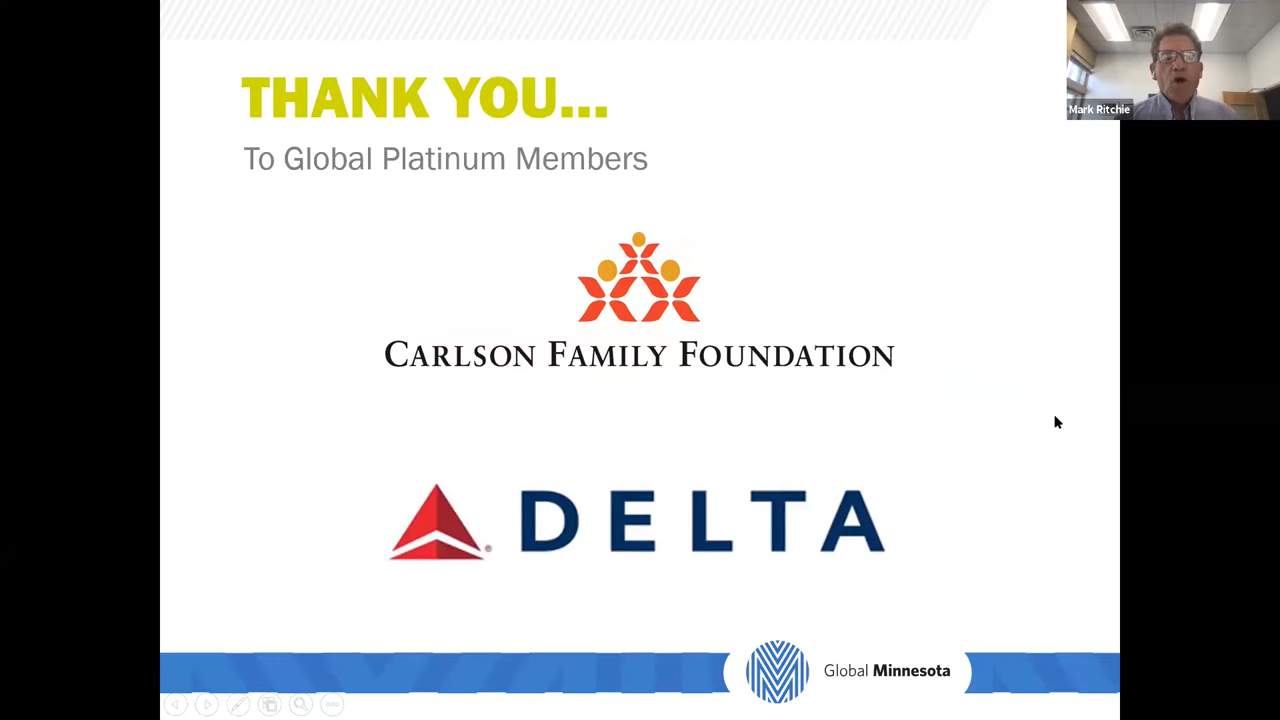 THANK YOU...
To Global Platinum Members
Mark Ritchie
CARLSON FAMILY FOUNDATION
DELTA
Global Minnesota